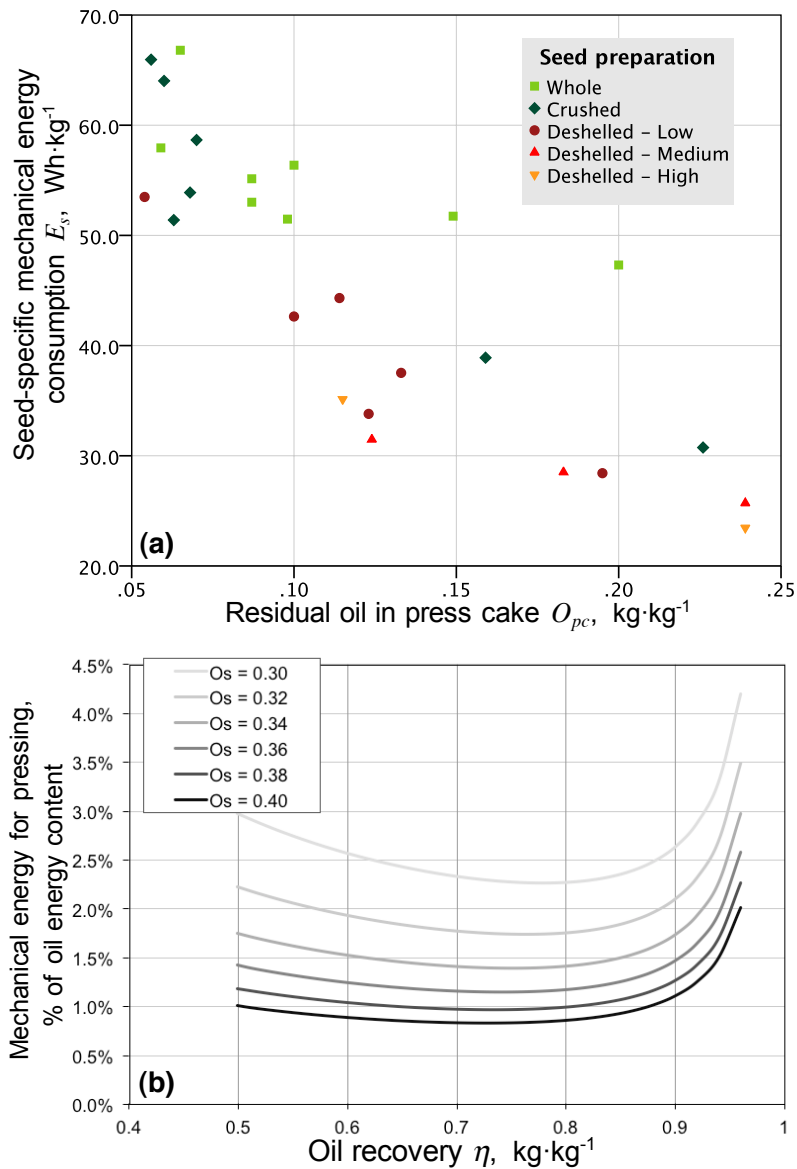 70.0
60.0
50.0
40.0
30.0
20.0
Seed-specific mechanical energy
consumption Es, Wh·kg-1
Seed preparation
Whole
Crushed
Deshelled – Low
Deshelled – Medium
Deshelled – High
(a)
.05 .10 .15 .20 .25
Residual oil in press cake Opc, kg·kg-1
4.5%
4.0%
3.5%
3.0%
2.5%
2.0%
1.5%
1.0%
0.5%
0.0%
Mechanical energy for pressing,
% of oil energy content
Os = 0.30
Os = 0.32
Os = 0.34
Os = 0.36
Os = 0.38
Os = 0.40
(b)
0.4 0.5 0.6 0.7 0.8 0.9 1
Oil recovery η, kg·kg-1